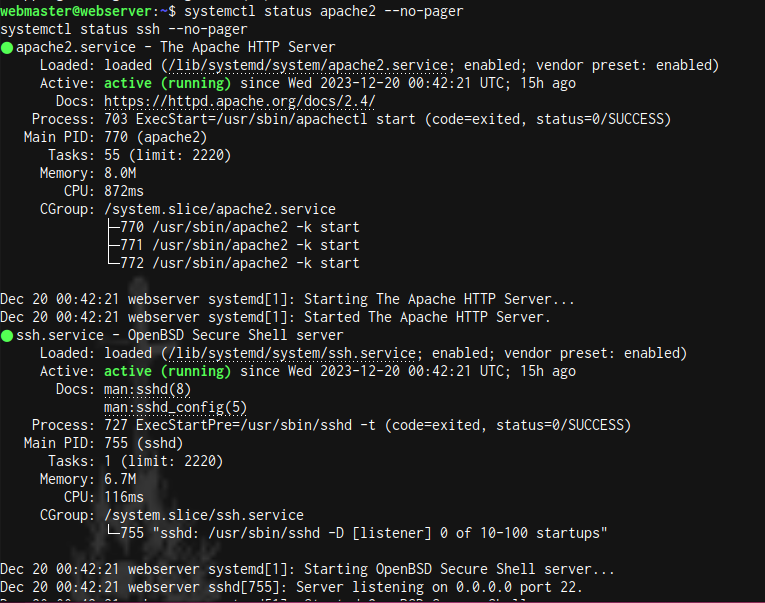 webmaster@webserver:~$ systemctl status apache2 --no-pager
systemctl status ssh --no-pager
● apache2.service - The Apache HTTP Server
Loaded: loaded (/lib/systemd/system/apache2.service; enabled; vendor preset: enabled)
Active: active (running) since Wed 2023-12-20 00:42:21 UTC; 15h ago
Docs: https://httpd.apache.org/docs/2.4/
Process: 703 ExecStart=/usr/sbin/apachectl start (code=exited, status=0/SUCCESS)
Main PID: 770 (apache2)
Tasks: 55 (limit: 2220)
Memory: 8.0M
CPU: 872ms
CGroup: /system.slice/apache2.service
├─770 /usr/sbin/apache2 -k start
├─771 /usr/sbin/apache2 -k start
└─772 /usr/sbin/apache2 -k start
Dec 20 00:42:21 webserver systemd[1]: Starting The Apache HTTP Server...
Dec 20 00:42:21 webserver systemd[1]: Started The Apache HTTP Server.
● ssh.service - OpenBSD Secure Shell server
Loaded: loaded (/lib/systemd/system/ssh.service; enabled; vendor preset: enabled)
Active: active (running) since Wed 2023-12-20 00:42:21 UTC; 15h ago
Docs: man:sshd(8)
man:sshd_config(5)
Process: 727 ExecStartPre=/usr/sbin/sshd -t (code=exited, status=0/SUCCESS)
Main PID: 755 (sshd)
Tasks: 1 (limit: 2220)
Memory: 6.7M
CPU: 116ms
CGroup: /system.slice/ssh.service
└─755 "sshd: /usr/sbin/sshd -D [listener] 0 of 10-100 startups"
Dec 20 00:42:21 webserver systemd[1]: Starting OpenBSD Secure Shell server...
Dec 20 00:42:21 webserver sshd[755]: Server listening on 0.0.0.0 port 22.